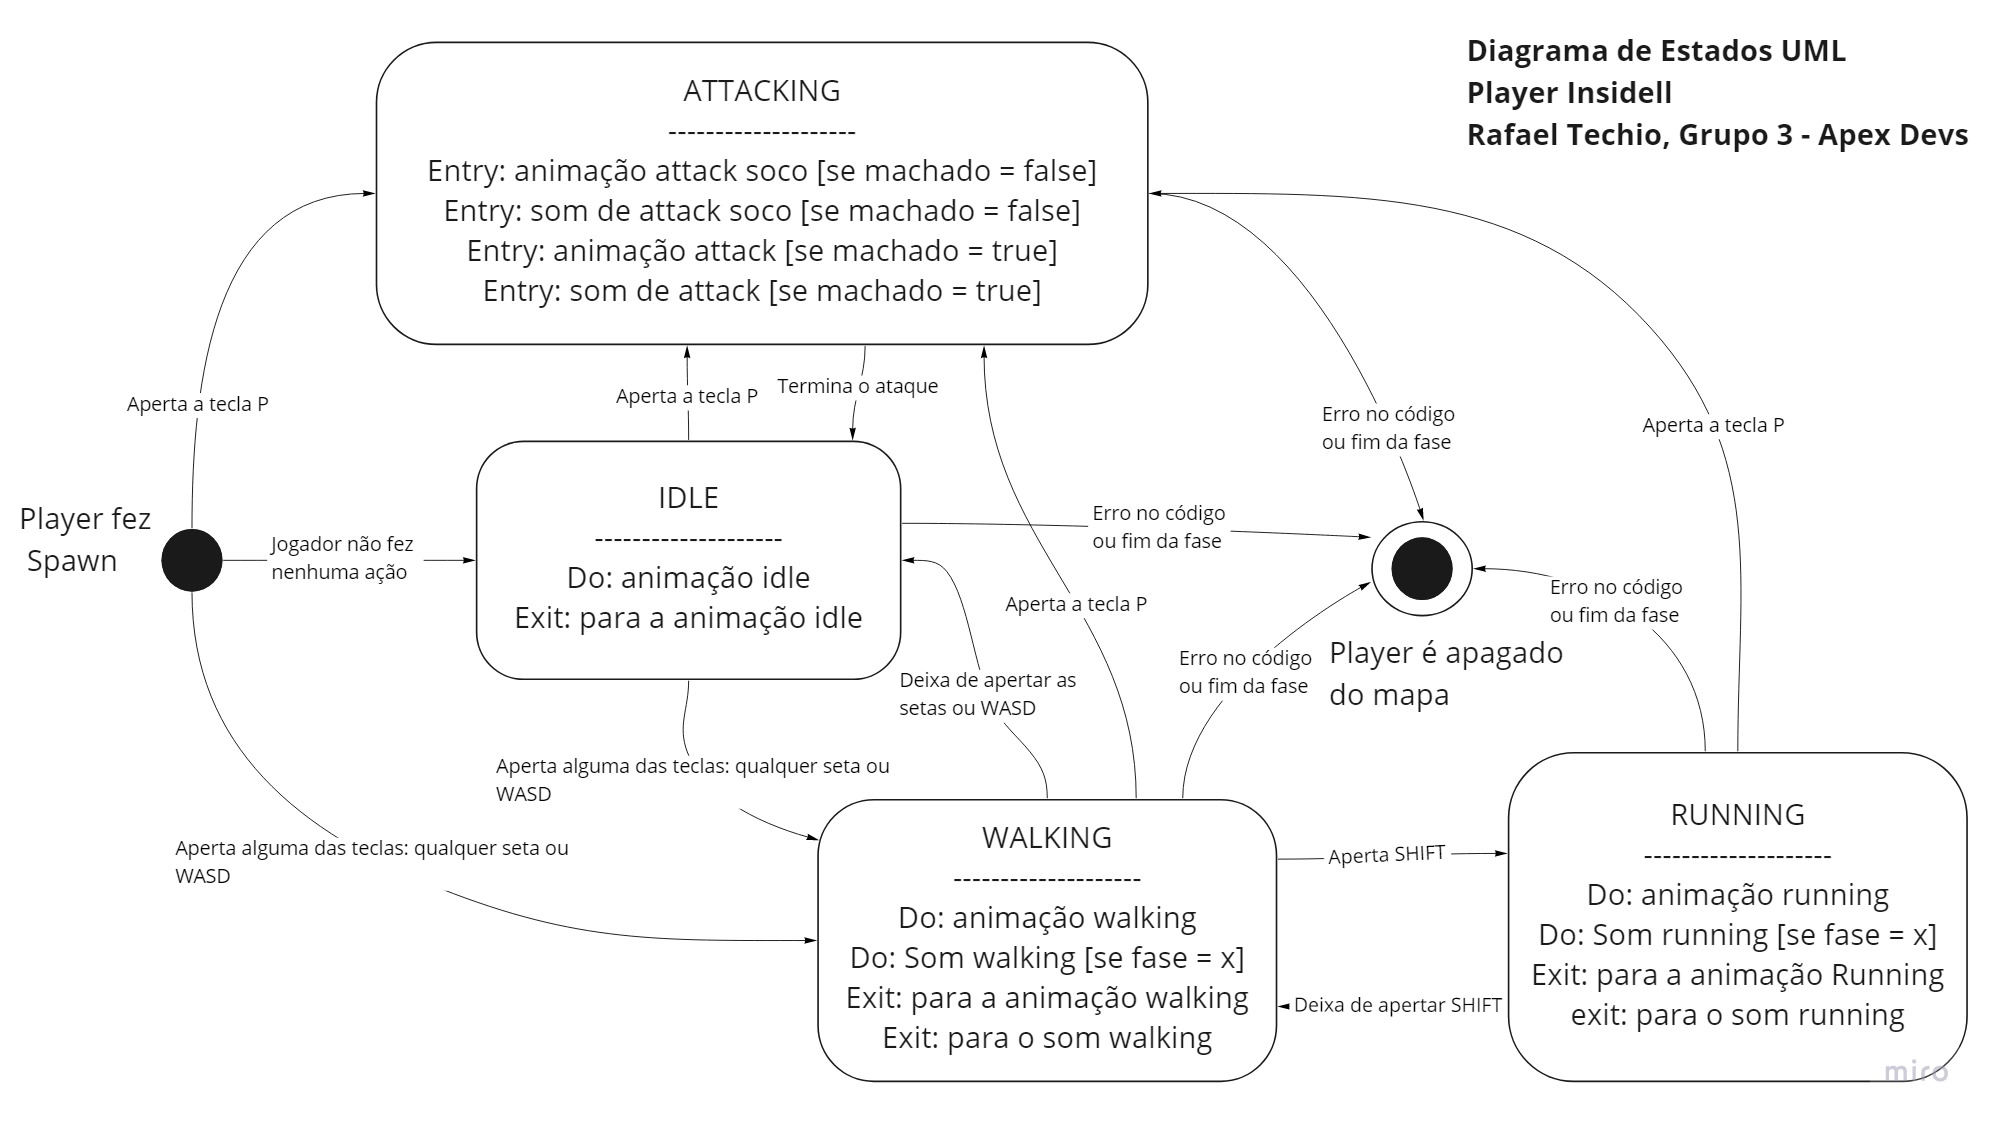 Diagrama de Estados UML
Player Insidell
Rafael Techio, Grupo 3 - Apex Devs
ATTACKING
--------------------
Entry: animação attack soco [se machado = false]
Entry: som de attack soco [se machado = false]
Entry: animação attack [se machado = true]
Entry: som de attack [se machado = true]
Aperta a tecla P
Aperta a tecla P
Termina o ataque
Erro no código
ou fim da fase
Aperta a tecla P
Player fez
Spawn
Jogador não fez
nenhuma ação
IDLE
--------------------
Do: animação idle
Exit: para a animação idle
Erro no código
ou fim da fase
Aperta a tecla P
Erro no código
ou fim da fase
Erro no código
ou fim da fase
Player é apagado
do mapa
Deixa de apertar as
setas ou WASD
Aperta alguma das teclas: qualquer seta ou
WASD
Aperta alguma das teclas: qualquer seta ou
WASD
WALKING
--------------------
Do: animação walking
Do: Som walking [se fase = x]
Exit: para a animação walking
Exit: para o som walking
Aperta SHIFT
Deixa de apertar SHIFT
RUNNING
--------------------
Do: animação running
Do: Som running [se fase = x]
Exit: para a animação Running
exit: para o som running
miro